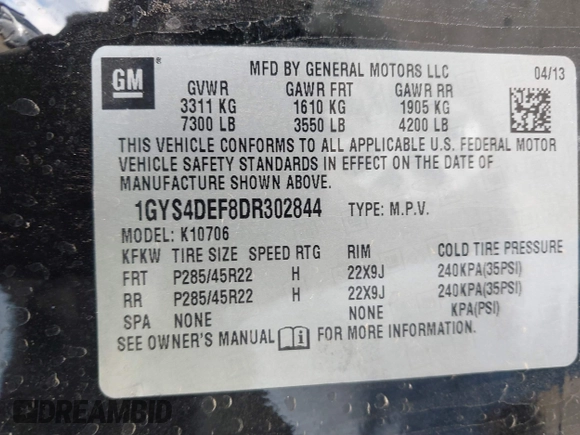 GM ®
MFD BY GENERAL MOTORS LLC 04/13
GVWR GAWR FRT GAWR RR
3311 KG 1610 KG 1905 KG
7300 LB 3550 LB 4200 LB
THIS VEHICLE CONFORMS TO ALL APPLICABLE U.S. FEDERAL MOTOR
VEHICLE SAFETY STANDARDS IN EFFECT ON THE DATE OF
MANUFACTURE SHOWN ABOVE.
1GYS4DEF8DR302844 TYPE: M.P.V.
MODEL: K10706
KFKW TIRE SIZE SPEED RTG RIM COLD TIRE PRESSURE
FRT P285/45R22 H 22X9J 240KPA(35PSI)
RR P285/45R22 H 22X9J 240KPA(35PSI)
SPA NONE NONE KPA(PSI)
SEE OWNER'S MANUAL i FOR MORE INFORMATION.
DREAMBID